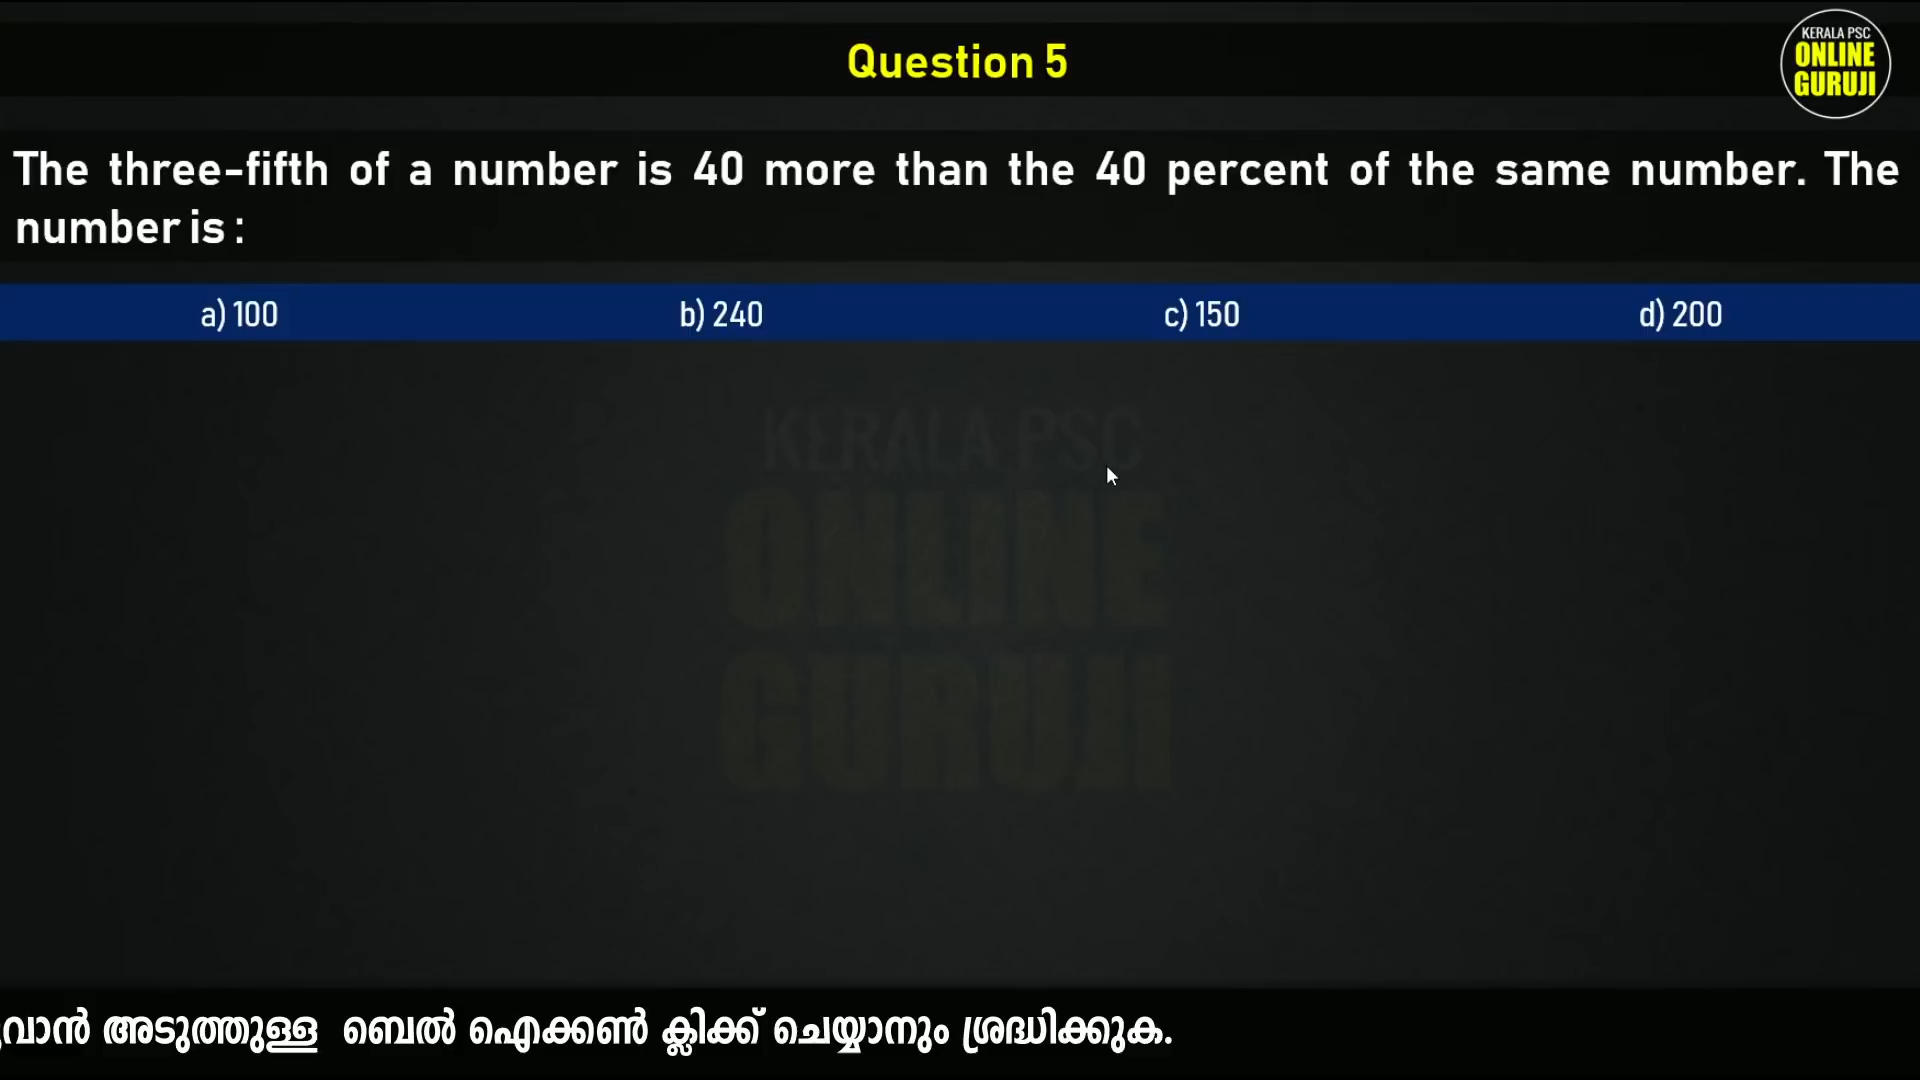 Question 5
KERALA PSC
ONLINE
GURUJI
The three-fifth of a number is 40 more than the 40 percent of the same number. The
number is :
a) 100 b) 240 c) 150 d) 200
KERALA PSC
ONLINE
GURUJI
വാൻ അടുത്തുള്ള ബെൽ ഐക്കൺ ക്ലിക്ക് ചെയ്യാനും ശ്രദ്ധിക്കുക.